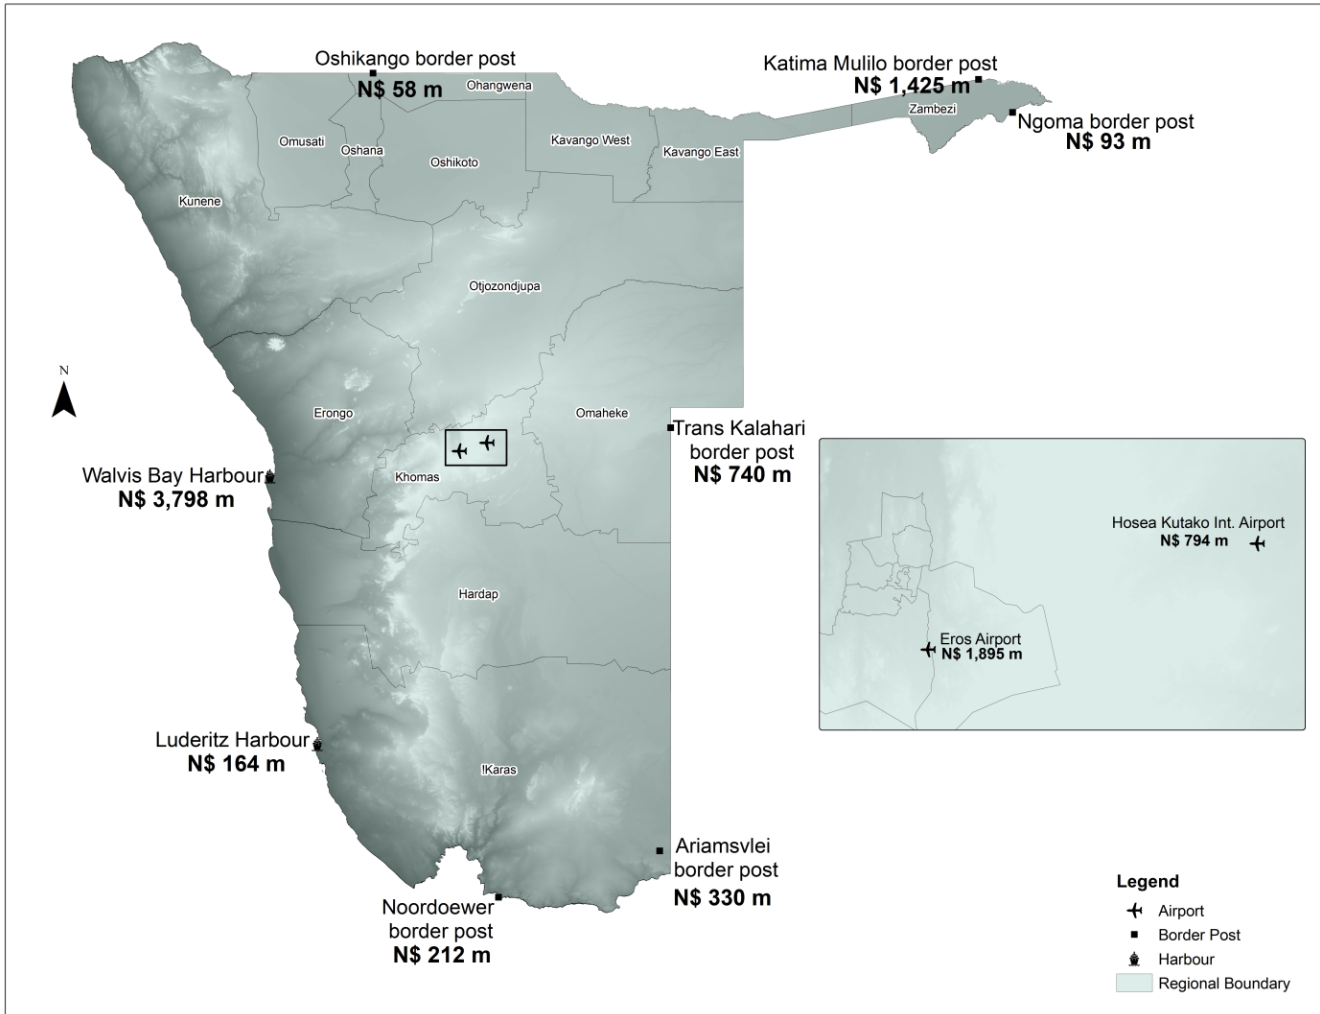 Oshikango border post
N$ 58 m
Ohangwena
Katima Mulilo border post
N$ 1,425 m
Zambezi
Ngoma border post
N$ 93 m
Omusati
Oshana
Oshikoto
Kavango West
Kavango East
Kunene
Otjozondjupa
N
Erongo
Omaheke
Trans Kalahari
border post
N$ 740 m
Walvis Bay Harbour
N$ 3,798 m
Khomas
Hosea Kutako Int. Airport
N$ 794 m
Hardap
Eros Airport
N$ 1,895 m
Luderitz Harbour
N$ 164 m
!Karas
Ariamsvlei
border post
N$ 330 m
Noordoewer
border post
N$ 212 m
Legend
Airport
Border Post
Harbour
Regional Boundary